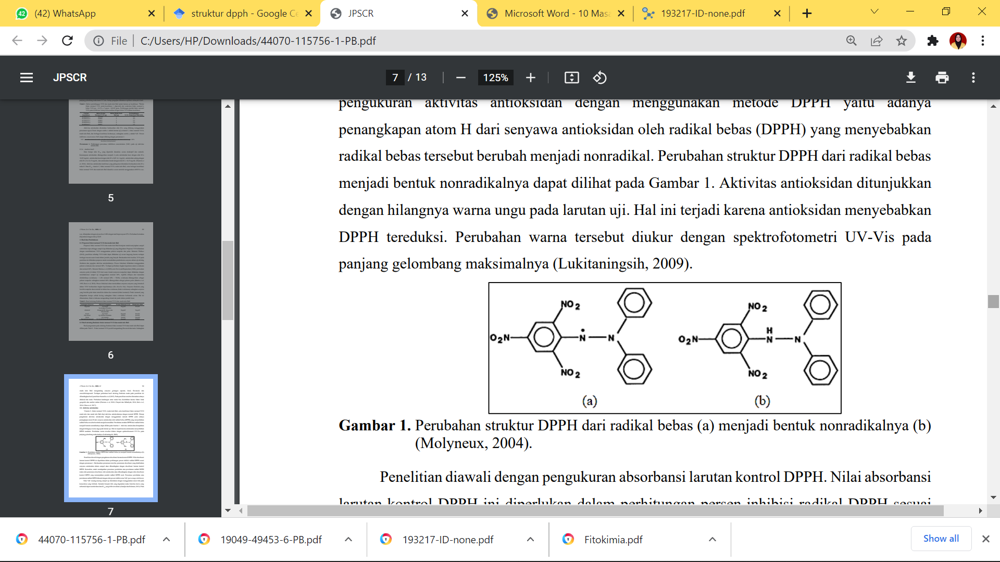 (42) WhatsApp
struktur dpph - Google Ce
JPSCR
Microsoft Word - 10 Masa
193217-ID-none.pdf
File
C:/Users/HP/Downloads/44070-115756-1-PB.pdf
JPSCR
7 / 13
125%
5
6
7
pengukuran aktivitas antioksidan dengan menggunakan metode DPPH yaitu adanya
penangkapan atom H dari senyawa antioksidan oleh radikal bebas (DPPH) yang menyebabkan
radikal bebas tersebut berubah menjadi nonradikal. Perubahan struktur DPPH dari radikal bebas
menjadi bentuk nonradikalnya dapat dilihat pada Gambar 1. Aktivitas antioksidan ditunjukkan
dengan hilangnya warna ungu pada larutan uji. Hal ini terjadi karena antioksidan menyebabkan
DPPH tereduksi. Perubahan warna tersebut diukur dengan spektrofotometri UV-Vis pada
panjang gelombang maksimalnya (Lukitaningsih, 2009).
NO2
O2N
N
N
NO2
(a)
NO2
O2N
H
N
N
NO2
(b)
Gambar 1. Perubahan struktur DPPH dari radikal bebas (a) menjadi bentuk nonradikalnya (b)
(Molyneux, 2004).
Penelitian diawali dengan pengukuran absorbansi larutan kontrol DPPH. Nilai absorbansi
larutan kontrol DPPH ini diperlukan dalam perhitungan persen inhibisi radikal DPPH sesuai
44070-115756-1-PB.pdf
19049-49453-6-PB.pdf
193217-ID-none.pdf
Fitokimia.pdf
Show all